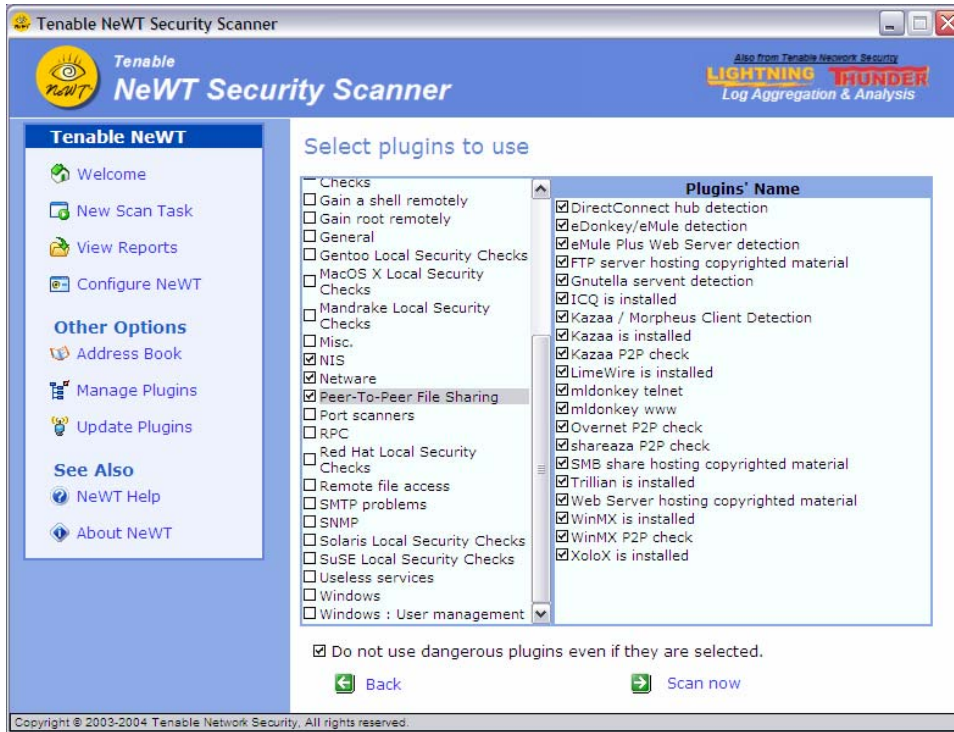 Tenable NeWT Security Scanner
Tenable
NeWT Security Scanner
NeWT
Also from Tenable Network Security
LIGHTNING THUNDER
Log Aggregation & Analysis
Tenable NeWT
Welcome
New Scan Task
View Reports
Configure NeWT
Other Options
Address Book
Manage Plugins
Update Plugins
See Also
NeWT Help
About NeWT
Select plugins to use
Checks
Gain a shell remotely
Gain root remotely
General
Gentoo Local Security Checks
MacOS X Local Security
Checks
Mandrake Local Security
Checks
Misc.
NIS
Netware
Peer-To-Peer File Sharing
Port scanners
RPC
Red Hat Local Security
Checks
Remote file access
SMTP problems
SNMP
Solaris Local Security Checks
SuSE Local Security Checks
Useless services
Windows
Windows : User management
Plugins' Name
DirectConnect hub detection
eDonkey/eMule detection
eMule Plus Web Server detection
FTP server hosting copyrighted material
Gnutella servent detection
ICQ is installed
Kazaa / Morpheus Client Detection
Kazaa is installed
Kazaa P2P check
LimeWire is installed
mldonkey telnet
mldonkey www
Overnet P2P check
shareaza P2P check
SMB share hosting copyrighted material
Trillian is installed
Web Server hosting copyrighted material
WinMX is installed
WinMX P2P check
XoloX is installed
Do not use dangerous plugins even if they are selected.
Back
Scan now
Copyright © 2003-2004 Tenable Network Security, All rights reserved.